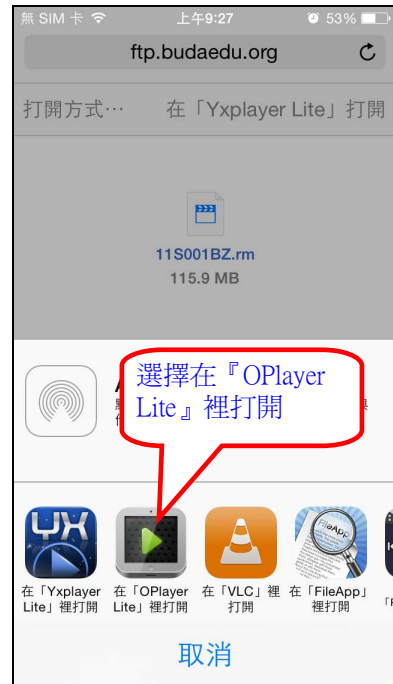 無 SIM 卡 上午9:27 53%
ftp.budaedu.org
打開方式… 在「Yxplayer Lite」打開
11S001BZ.rm
115.9 MB
選擇在『OPlayer
Lite』裡打開
YX
FileApp
在「Yxplayer
Lite」裡打開
在「OPlayer
Lite」裡打開
在「VLC」裡
打開
在「FileApp」
裡打開
取消